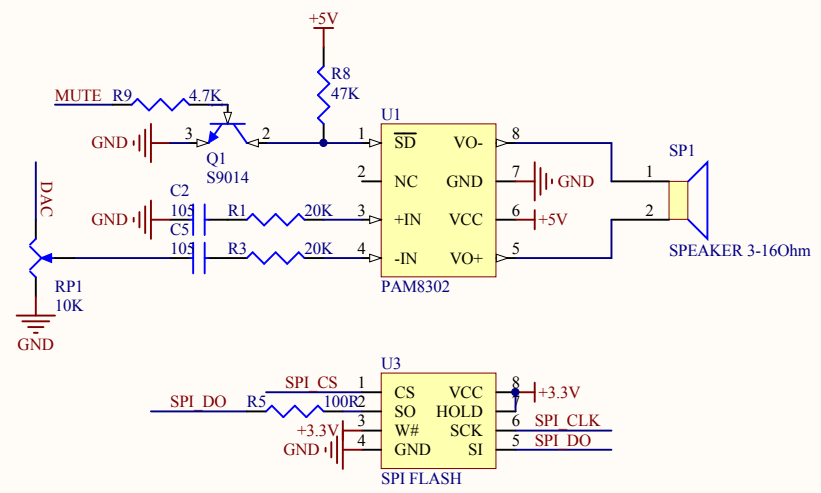 +5V
R8
47K
MUTE R9 4.7K
U1
GND 3 2 1 SD VO- 8
Q1
S9014
SP1
2 NC GND 7 GND 1
DAC
C2
105 R1 20K 3 +IN VCC 6 +5V 2
GND
C5
105 R3 20K 4 -IN VO+ 5
SPEAKER 3-16Ohm
RP1
10K
PAM8302
GND
U3
SPI_CS 1 CS VCC 8 +3.3V
SPI_DO R5 100R 2 SO HOLD
+3.3V 3 W# SCK 6 SPI_CLK
GND 4 GND SI 5 SPI_DO
SPI FLASH